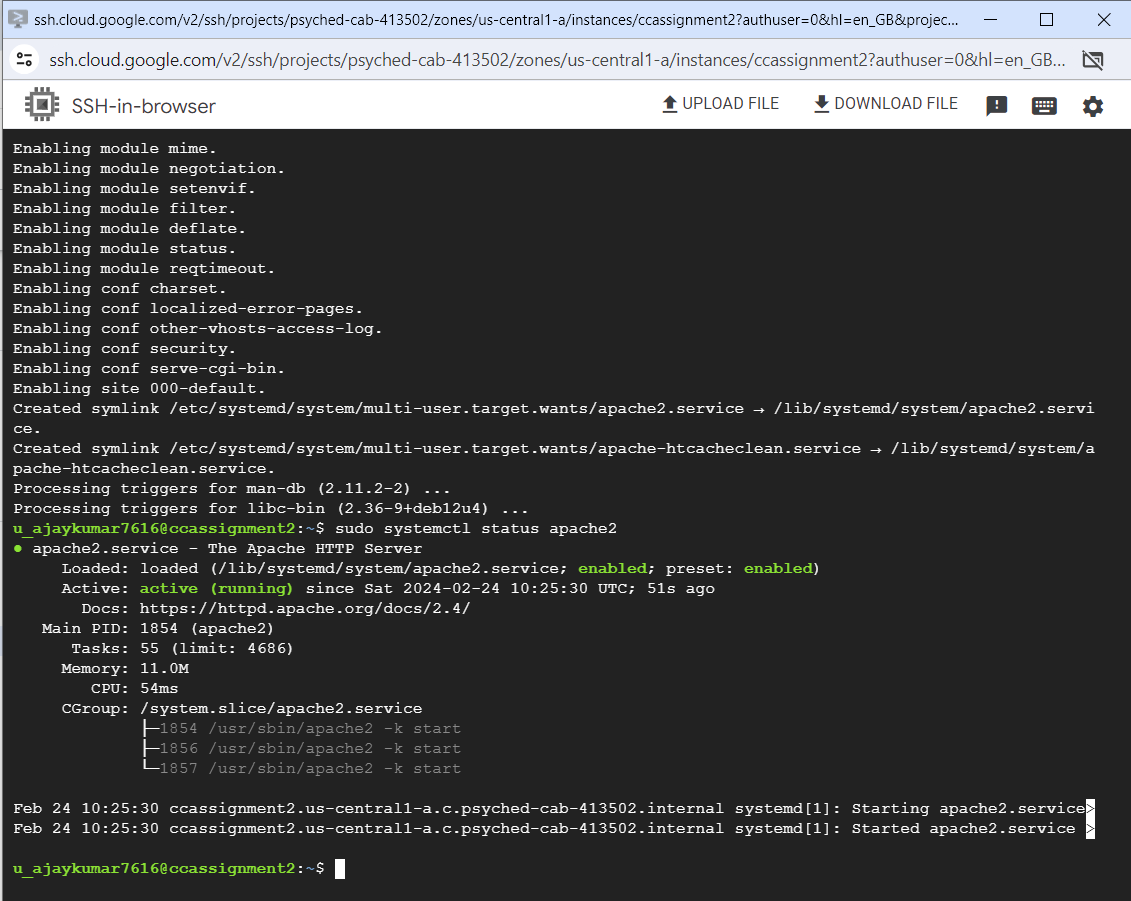 ssh.cloud.google.com/v2/ssh/projects/psyched-cab-413502/zones/us-central1-a/instances/ccassignment2?authuser=0&hl=en_GB&projec...
ssh.cloud.google.com/v2/ssh/projects/psyched-cab-413502/zones/us-central1-a/instances/ccassignment2?authuser=0&hl=en_GB...
SSH-in-browser
UPLOAD FILE
DOWNLOAD FILE
Enabling module mime.
Enabling module negotiation.
Enabling module setenvif.
Enabling module filter.
Enabling module deflate.
Enabling module status.
Enabling module reqtimeout.
Enabling conf charset.
Enabling conf localized-error-pages.
Enabling conf other-vhosts-access-log.
Enabling conf security.
Enabling conf serve-cgi-bin.
Enabling site 000-default.
Created symlink /etc/systemd/system/multi-user.target.wants/apache2.service → /lib/systemd/system/apache2.servi
ce.
Created symlink /etc/systemd/system/multi-user.target.wants/apache-htcacheclean.service → /lib/systemd/system/a
pache-htcacheclean.service.
Processing triggers for man-db (2.11.2-2) ...
Processing triggers for libc-bin (2.36-9+deb12u4) ...
u_ajaykumar7616@ccassignment2:~$ sudo systemctl status apache2
● apache2.service - The Apache HTTP Server
     Loaded: loaded (/lib/systemd/system/apache2.service; enabled; preset: enabled)
     Active: active (running) since Sat 2024-02-24 10:25:30 UTC; 51s ago
       Docs: https://httpd.apache.org/docs/2.4/
   Main PID: 1854 (apache2)
      Tasks: 55 (limit: 4686)
     Memory: 11.0M
        CPU: 54ms
     CGroup: /system.slice/apache2.service
             ├─1854 /usr/sbin/apache2 -k start
             ├─1856 /usr/sbin/apache2 -k start
             └─1857 /usr/sbin/apache2 -k start
Feb 24 10:25:30 ccassignment2.us-central1-a.c.psyched-cab-413502.internal systemd[1]: Starting apache2.service>
Feb 24 10:25:30 ccassignment2.us-central1-a.c.psyched-cab-413502.internal systemd[1]: Started apache2.service >
u_ajaykumar7616@ccassignment2:~$